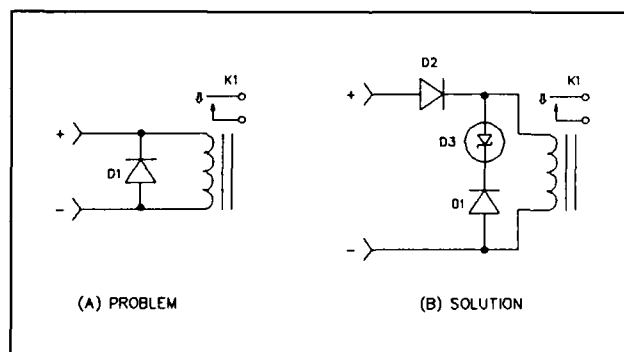 K1
+
D1
-
(A) PROBLEM
D2
K1
+
D3
D1
-
(B) SOLUTION